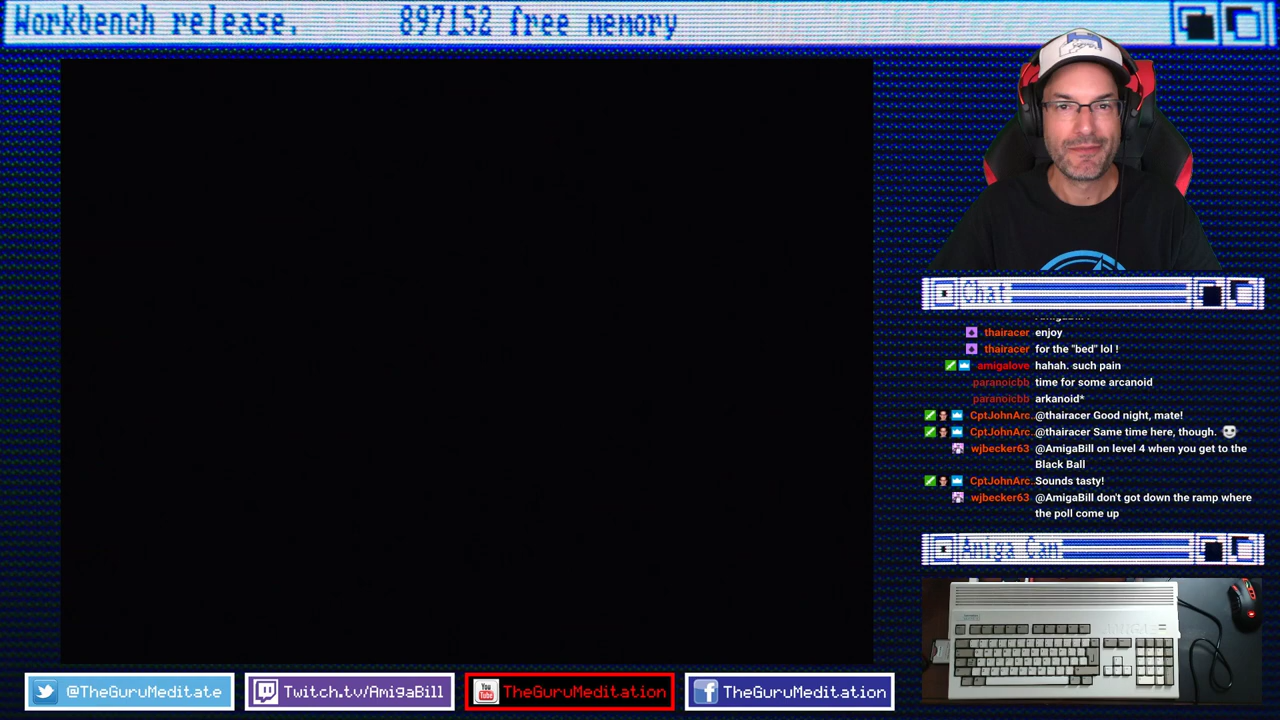 Workbench release. 897152 free memory
Chat
thairacer enjoy
thairacer for the "bed" lol !
amigalove hahah. such pain
paranoicbb time for some arcanoid
paranoicbb arkanoid*
CptJohnArc. @thairacer Good night, mate!
CptJohnArc. @thairacer Same time here, though.
wjbecker63 @AmigaBill on level 4 when you get to the
Black Ball
CptJohnArc. Sounds tasty!
wjbecker63 @AmigaBill don't got down the ramp where
the poll come up
Amiga Cam
@TheGuruMeditate
Twitch.tv/AmigaBill
You Tube TheGuruMeditation
TheGuruMeditation